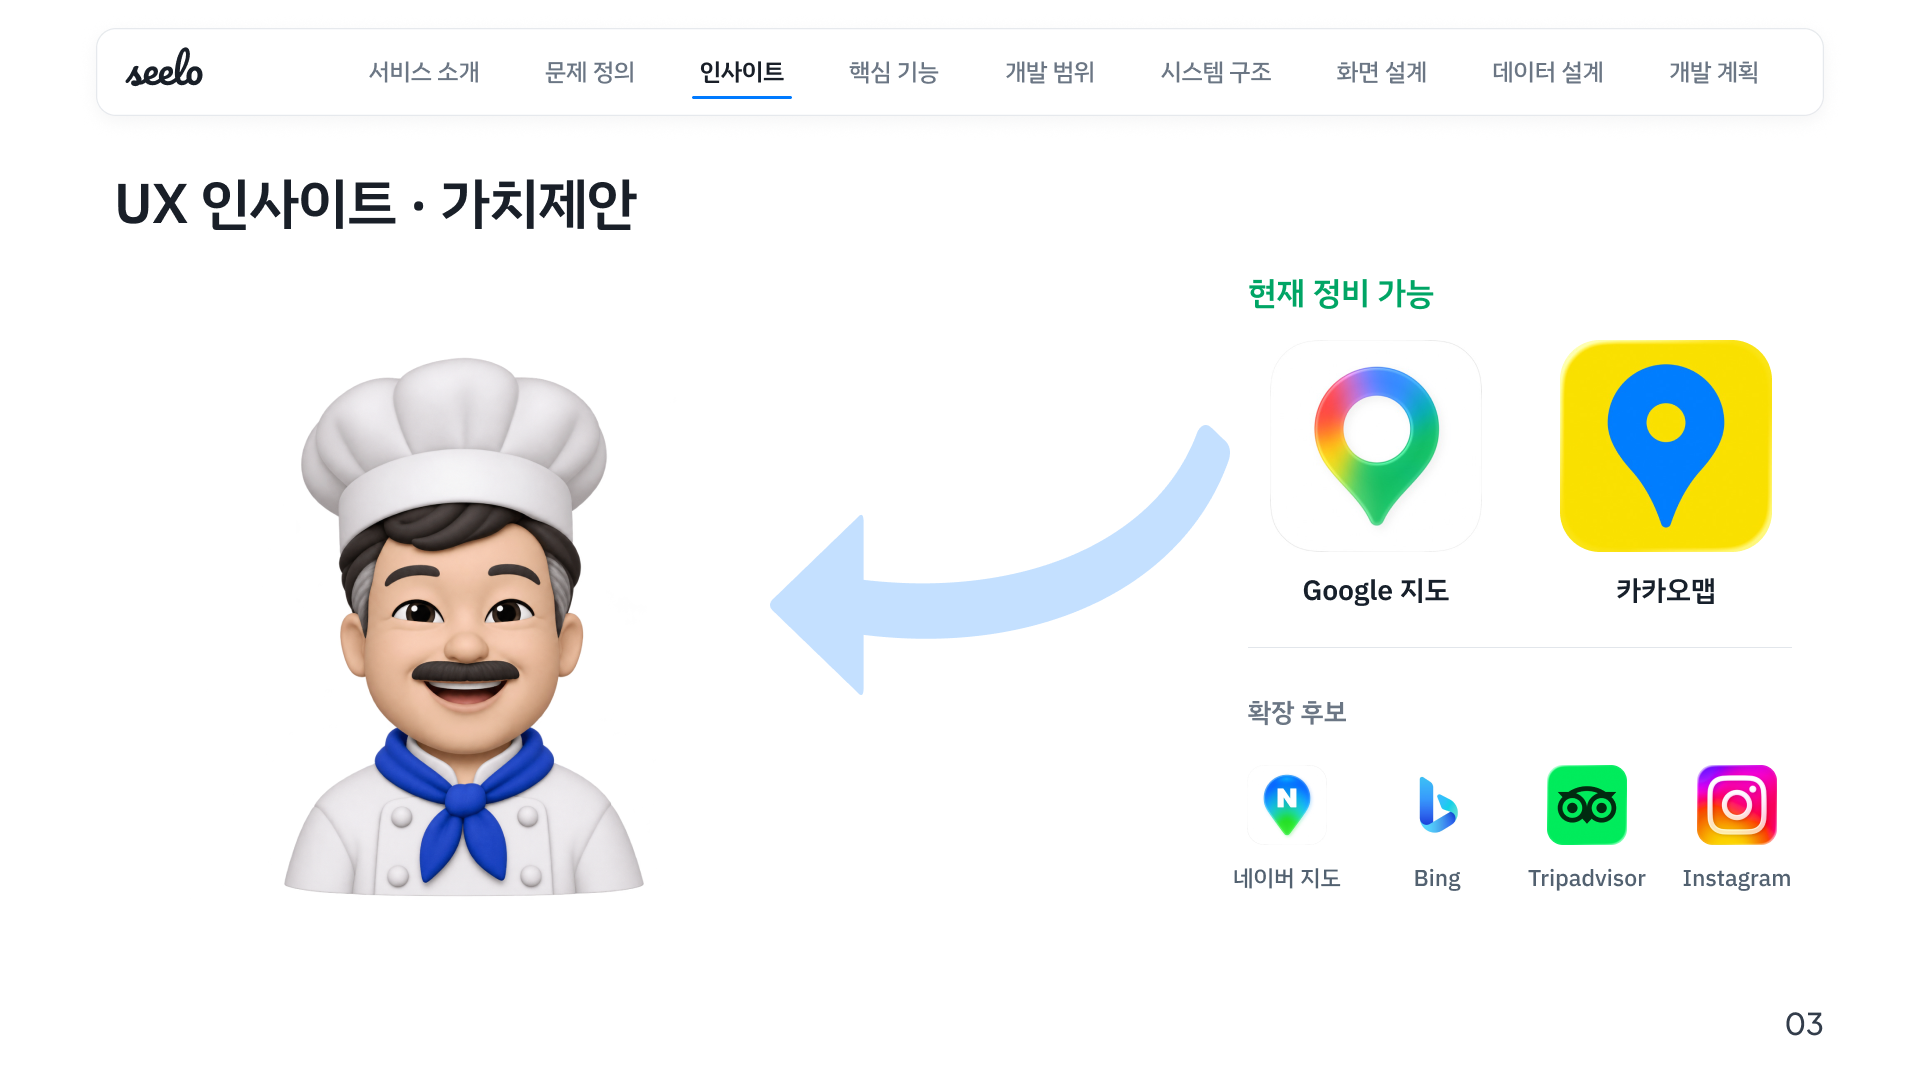 seelo
서비스 소개
문제 정의
인사이트
핵심 기능
개발 범위
시스템 구조
화면 설계
데이터 설계
개발 계획
UX 인사이트 · 가치제안
현재 정비 가능
Google 지도
카카오맵
확장 후보
N
네이버 지도
Bing
Tripadvisor
Instagram
03